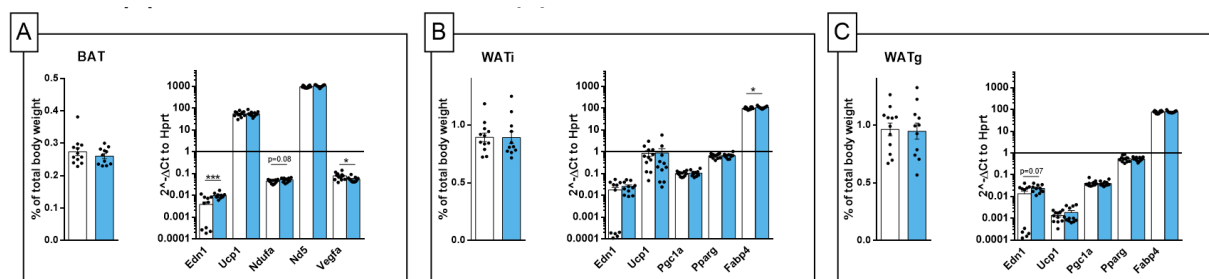 A
BAT
% of total body weight
0.5
0.4
0.3
0.2
0.1
0.0
2^-ΔCt to Hprt
1000
100
10
1
0.1
0.01
0.001
0.0001
***
p=0.08
*
Edn1
Ucp1
Ndufa
Nd5
Vegfa
B
WATi
% of total body weight
1.0
0.5
0.0
2^-ΔCt to Hprt
1000
100
10
1
0.1
0.01
0.001
0.0001
*
Edn1
Ucp1
Pgc1a
Pparg
Fabp4
C
WATg
% of total body weight
1.0
0.5
0.0
2^-ΔCt to Hprt
1000
100
10
1
0.1
0.01
0.001
0.0001
p=0.07
Edn1
Ucp1
Pgc1a
Pparg
Fabp4